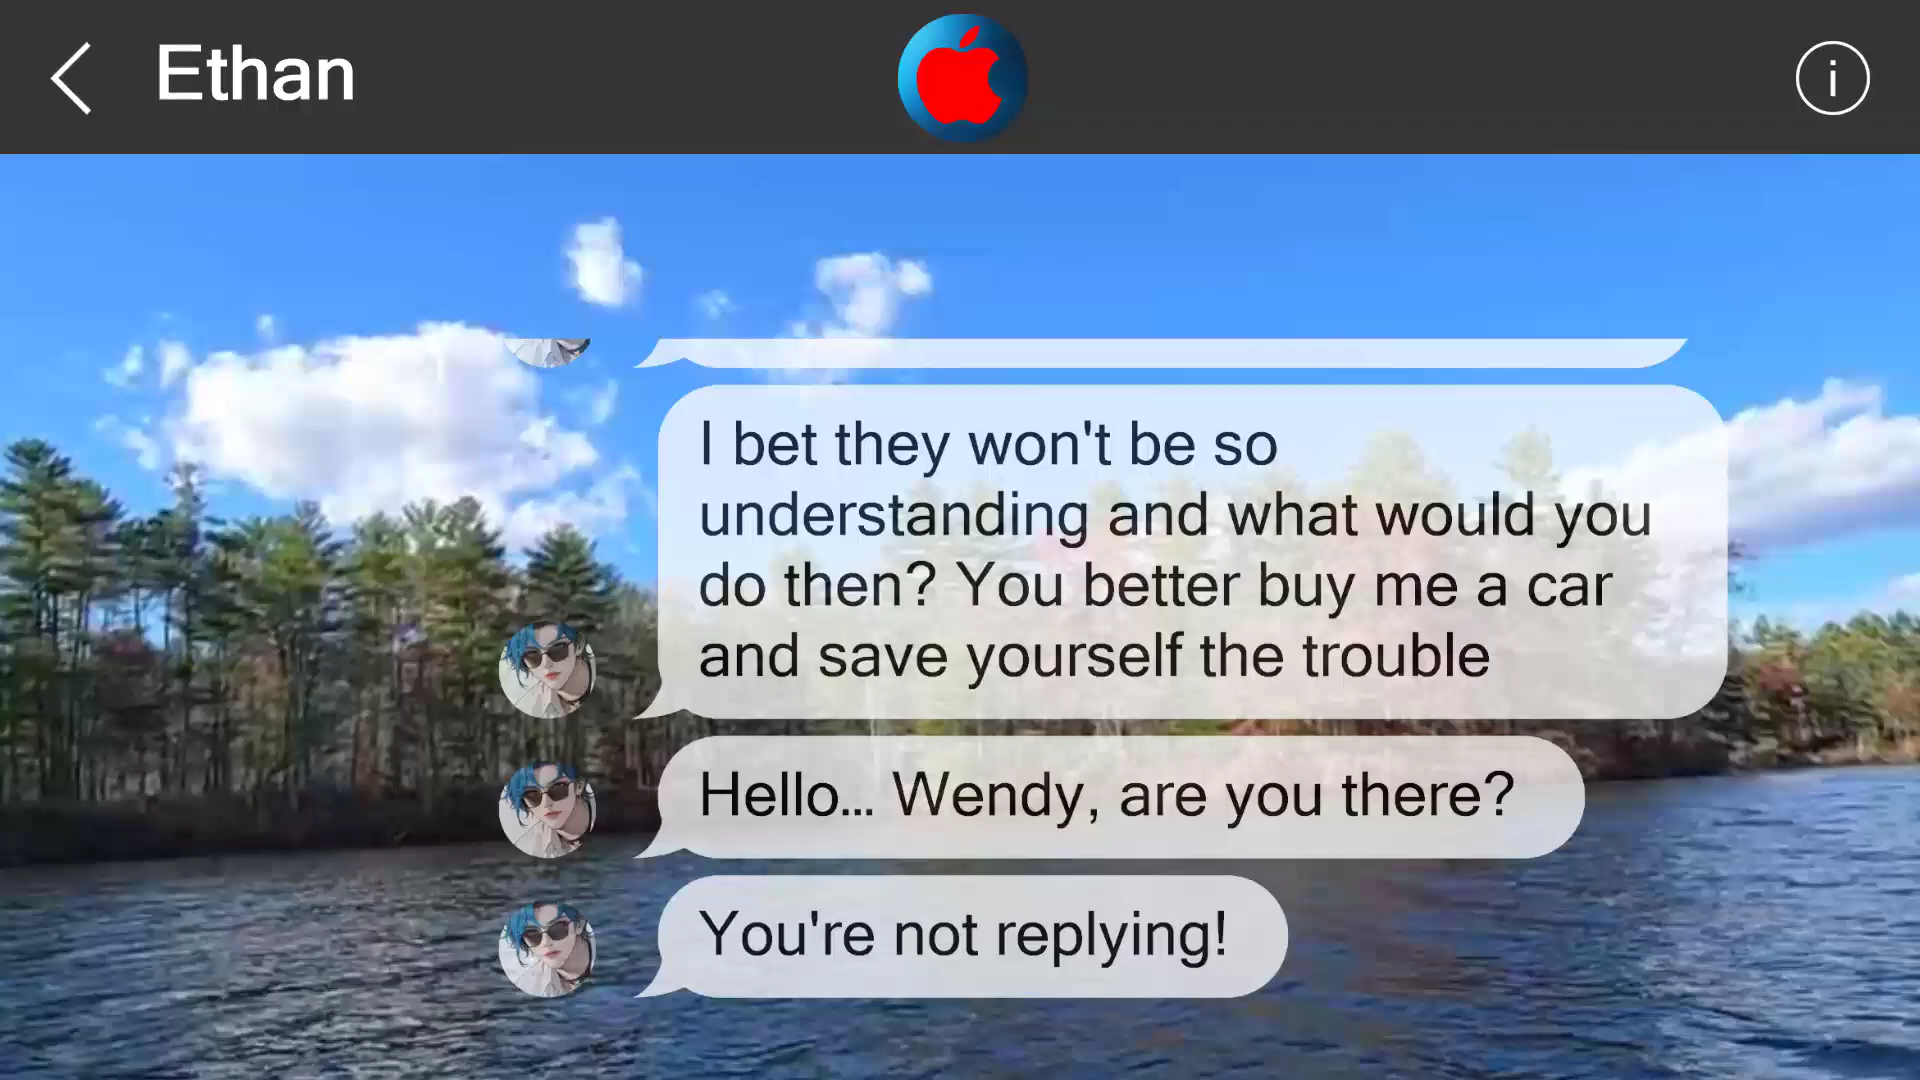 Ethan
i
I bet they won't be so
understanding and what would you
do then? You better buy me a car
and save yourself the trouble
Hello... Wendy, are you there?
You're not replying!